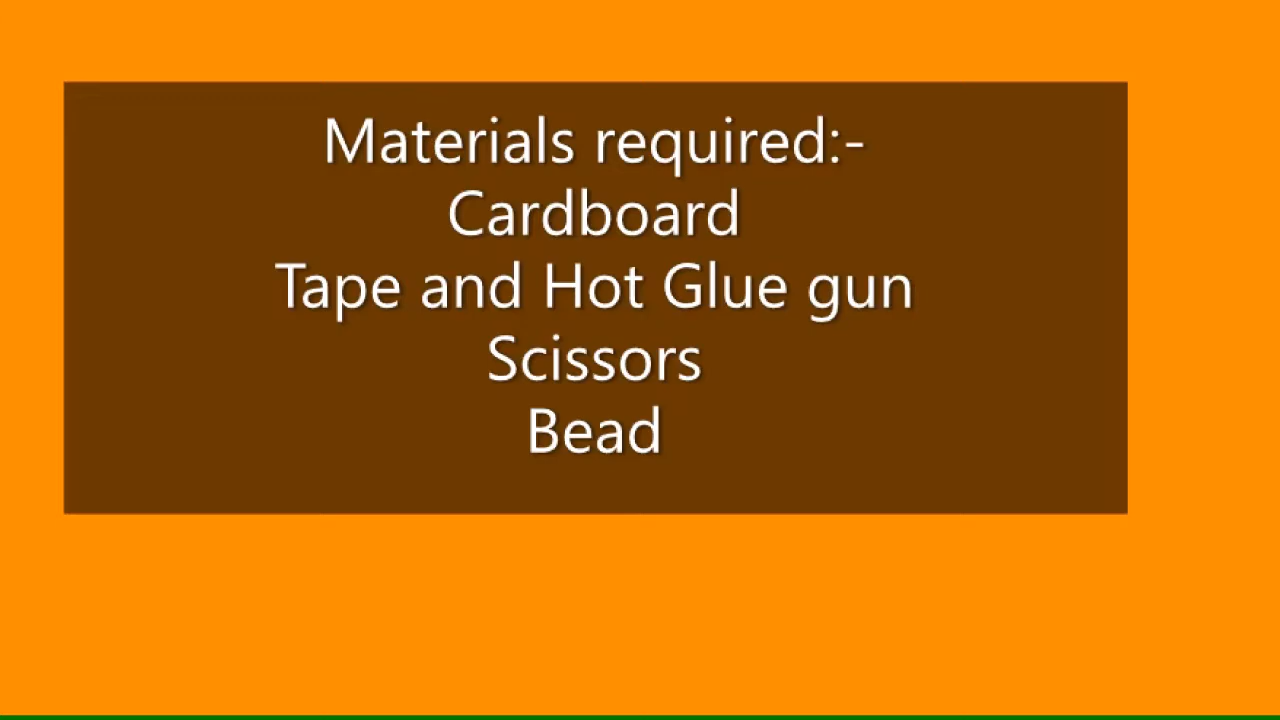 Materials required:-
Cardboard
Tape and Hot Glue gun
Scissors
Bead